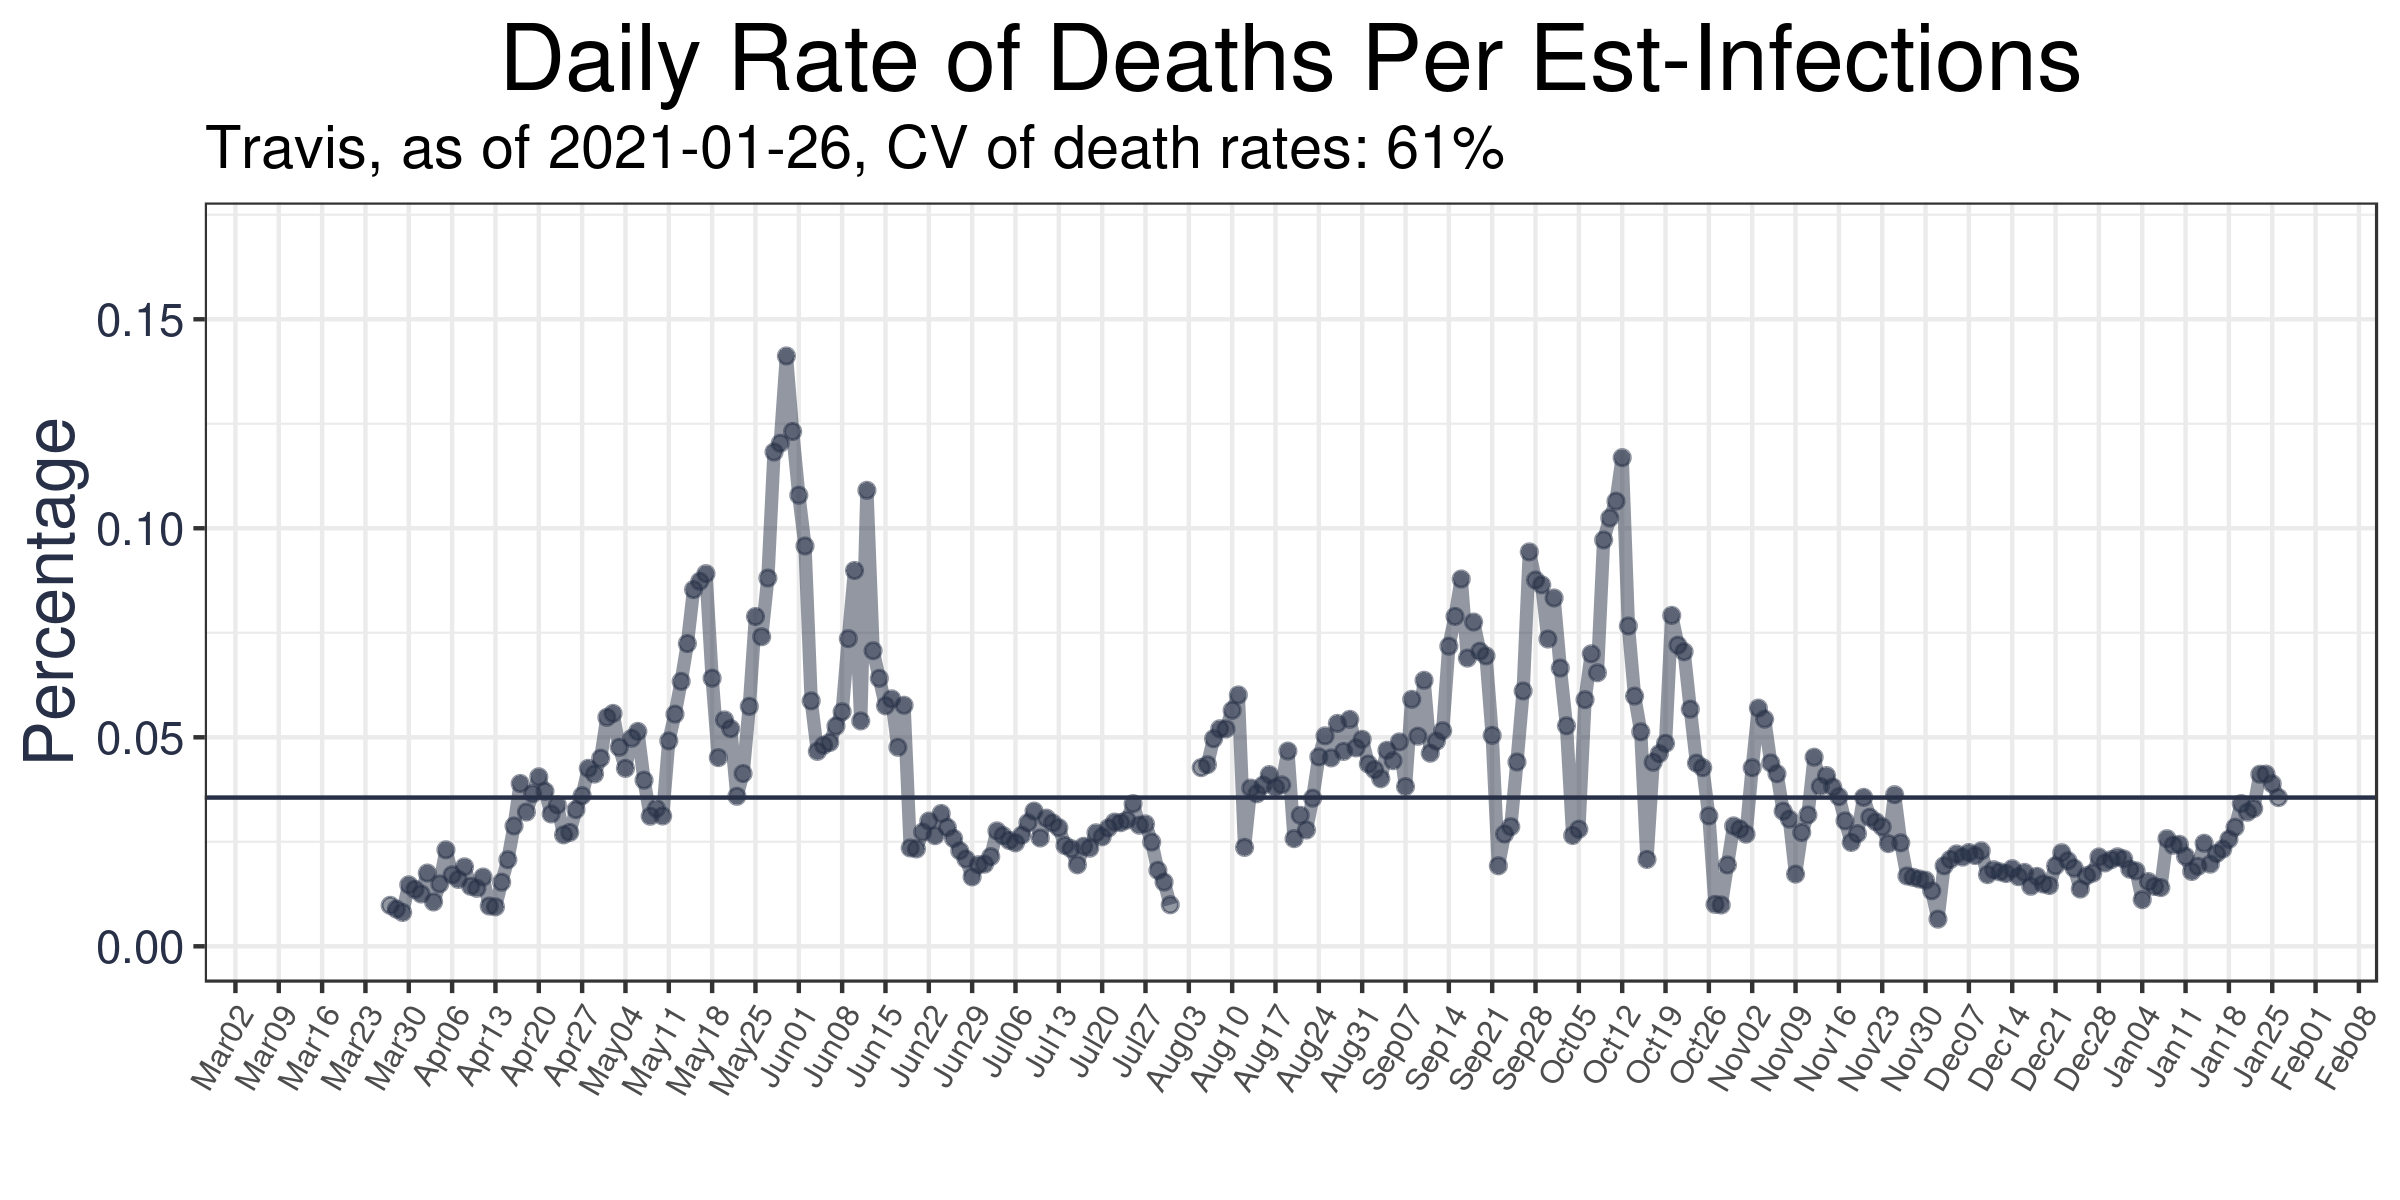 Daily Rate of Deaths Per Est-Infections
Travis, as of 2021-01-26, CV of death rates: 61%
Percentage
0.15
0.10
0.05
0.00
Mar02
Mar09
Mar16
Mar23
Mar30
Apr06
Apr13
Apr20
Apr27
May04
May11
May18
May25
Jun01
Jun08
Jun15
Jun22
Jun29
Jul06
Jul13
Jul20
Jul27
Aug03
Aug10
Aug17
Aug24
Aug31
Sep07
Sep14
Sep21
Sep28
Oct05
Oct12
Oct19
Oct26
Nov02
Nov09
Nov16
Nov23
Nov30
Dec07
Dec14
Dec21
Dec28
Jan04
Jan11
Jan18
Jan25
Feb01
Feb08